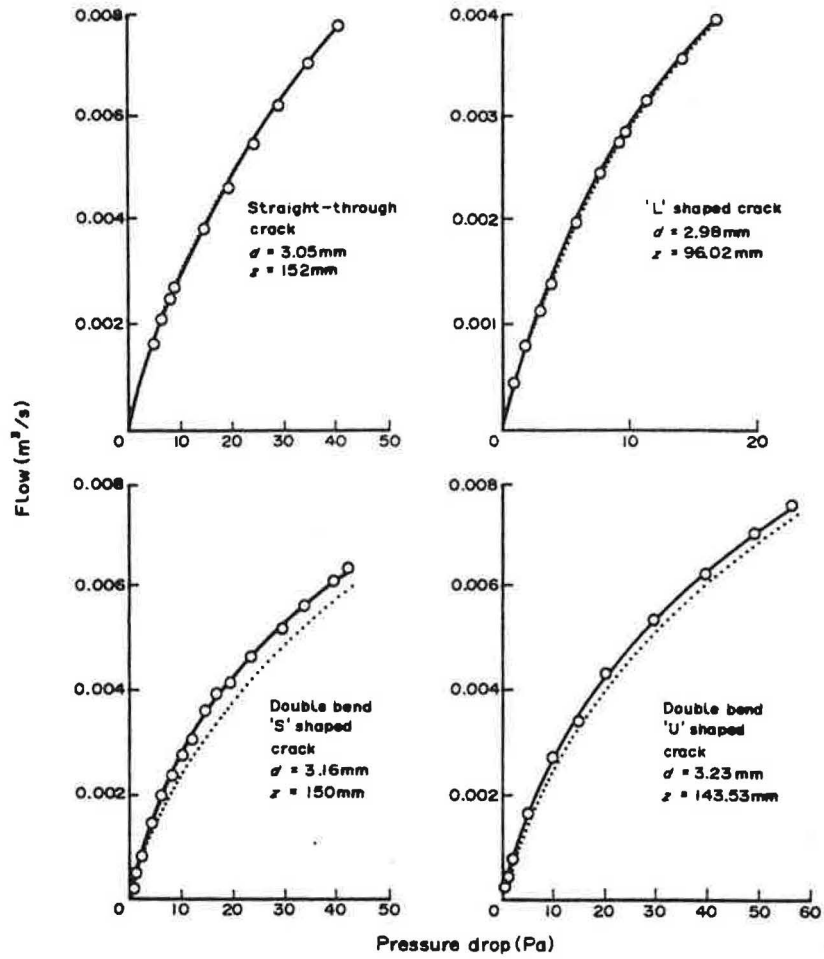 0.008
0.006
0.004
0.002
0
10
20
30
40
50
Straight-through
crack
d = 3.05mm
z = 152mm
0.004
0.003
0.002
0.001
0
10
20
'L' shaped crack
d = 2.98mm
z = 96.02mm
Flow (m³/s)
0.008
0.006
0.004
0.002
0
10
20
30
40
50
Double bend
'S' shaped
crack
d = 3.16mm
z = 150mm
0.008
0.006
0.004
0.002
0
10
20
30
40
50
60
Double bend
'U' shaped
crack
d = 3.23mm
z = 143.53mm
Pressure drop (Pa)